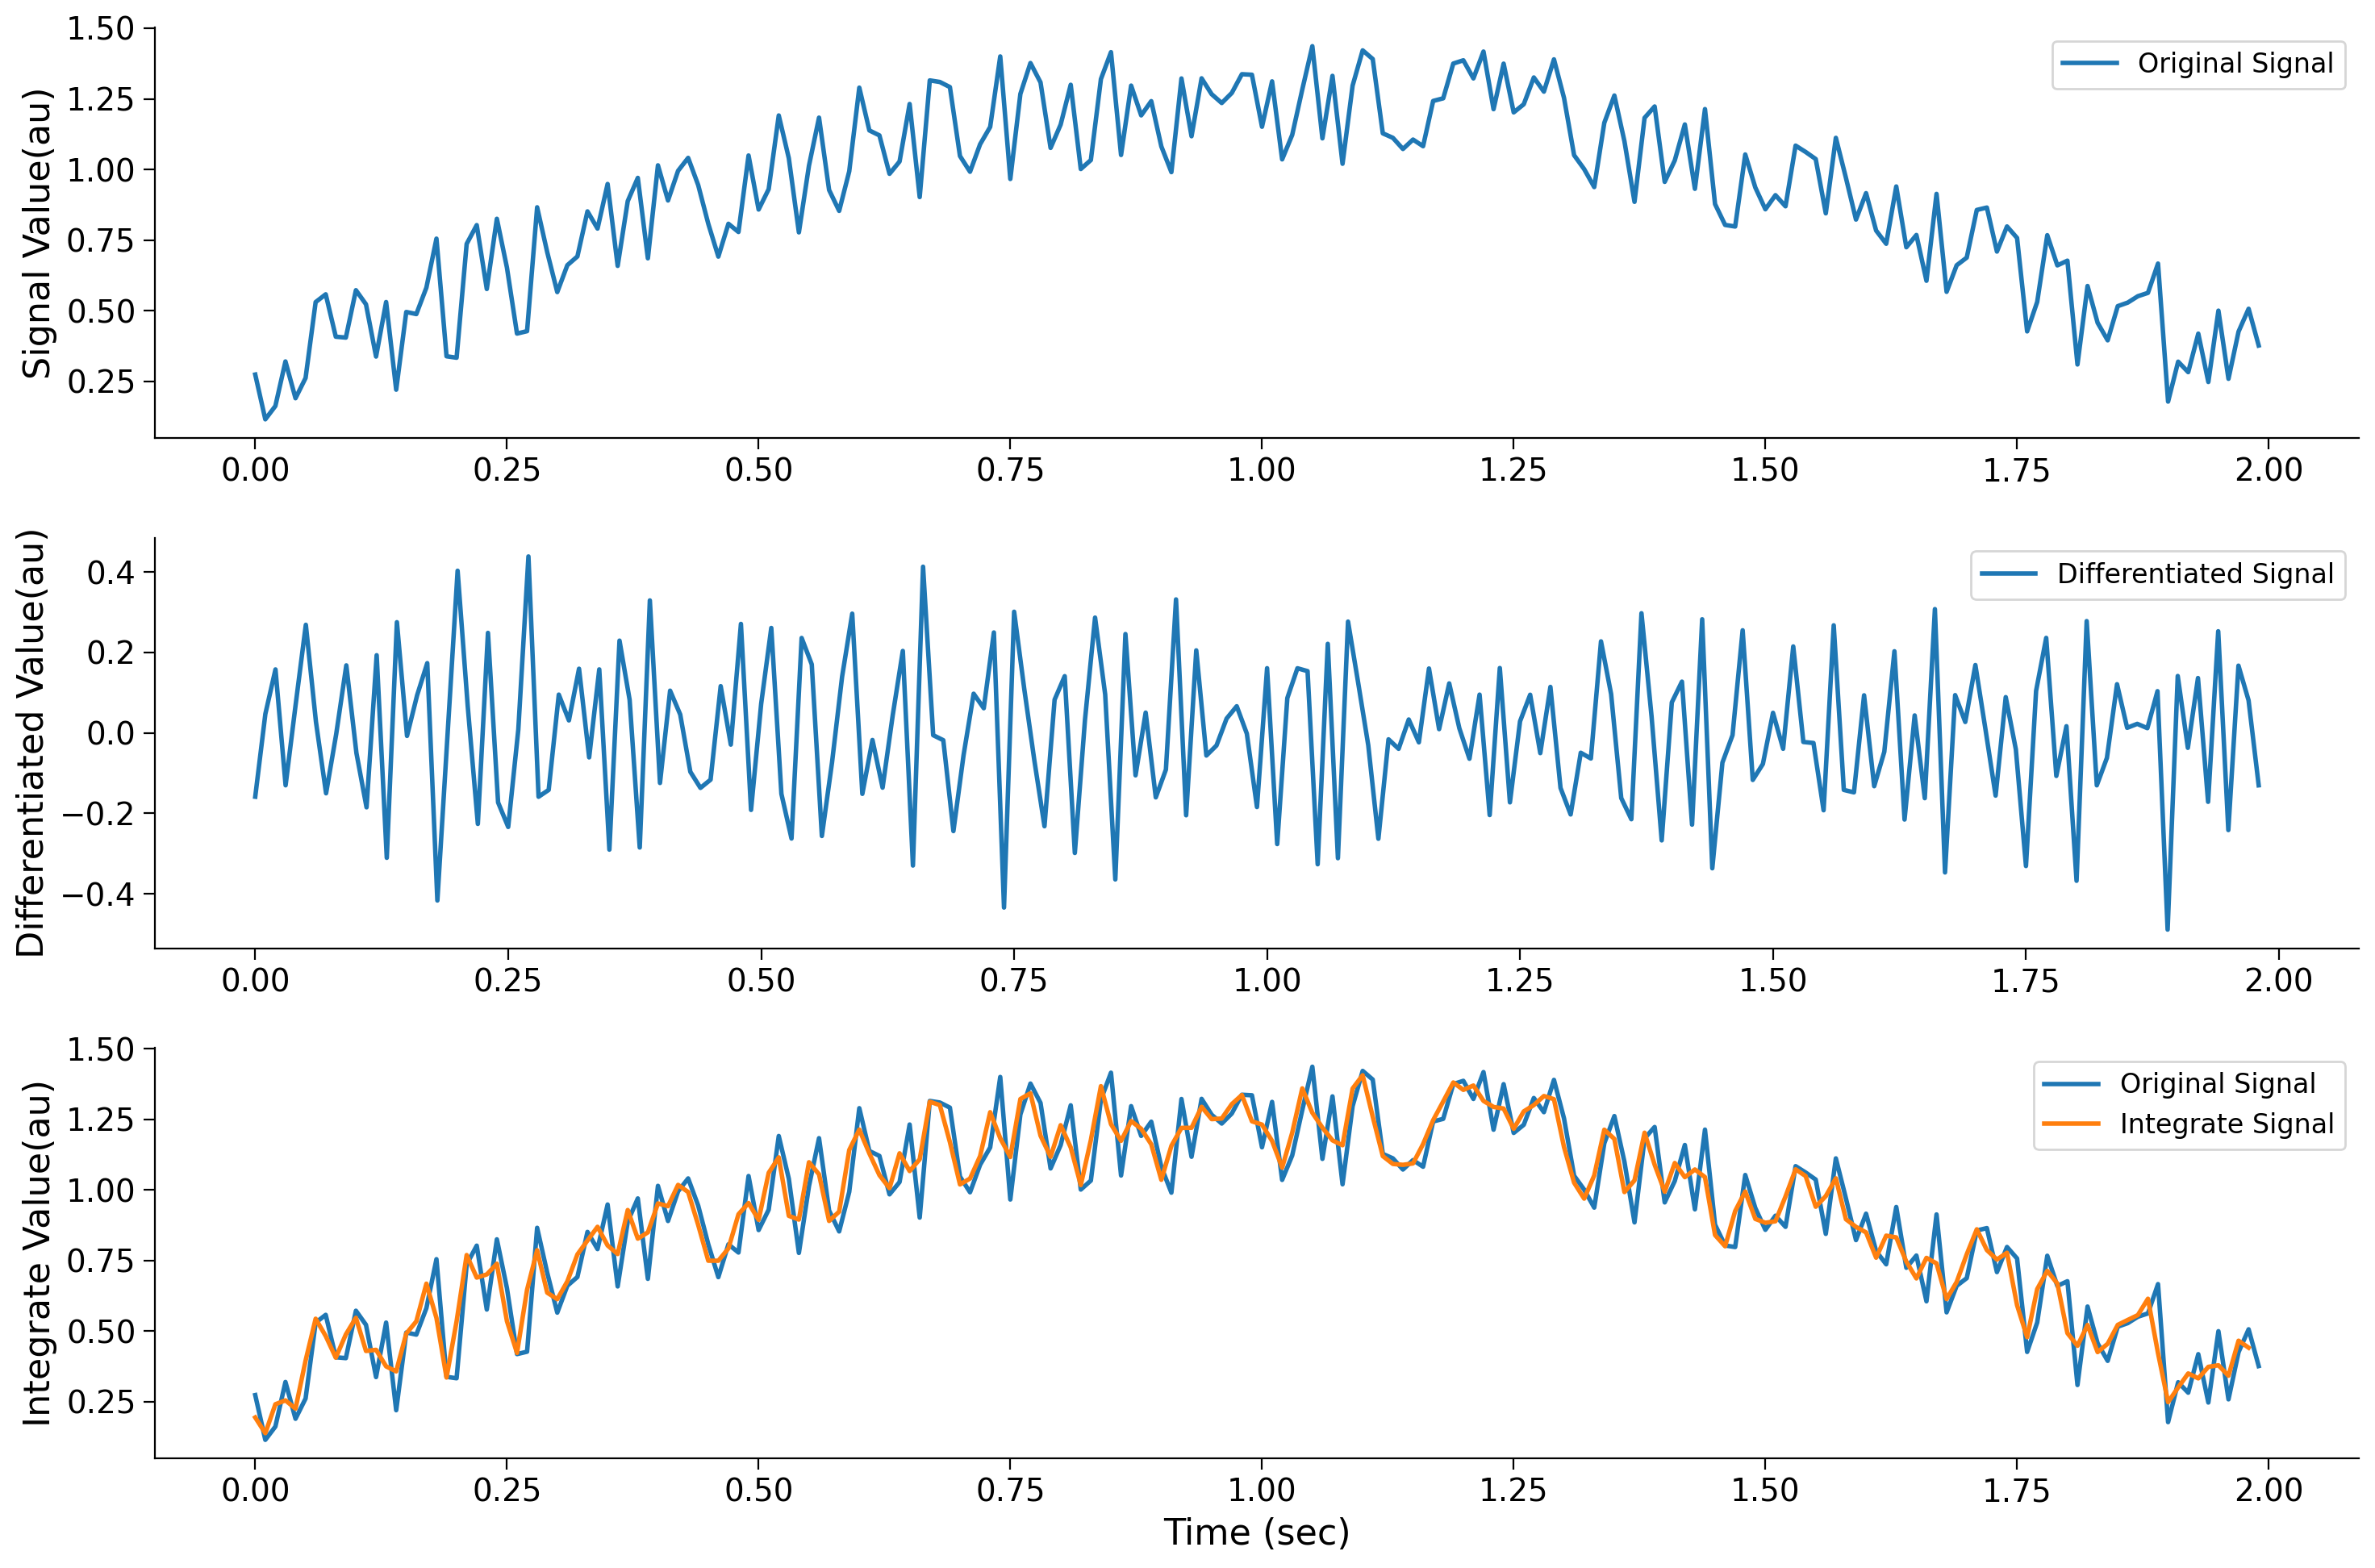 Signal Value(au)
1.50
1.25
1.00
0.75
0.50
0.25
Original Signal
0.00 0.25 0.50 0.75 1.00 1.25 1.50 1.75 2.00
Differentiated Value(au)
0.4
0.2
0.0
−0.2
−0.4
Differentiated Signal
0.00 0.25 0.50 0.75 1.00 1.25 1.50 1.75 2.00
Integrate Value(au)
1.50
1.25
1.00
0.75
0.50
0.25
Original Signal
Integrate Signal
0.00 0.25 0.50 0.75 1.00 1.25 1.50 1.75 2.00
Time (sec)